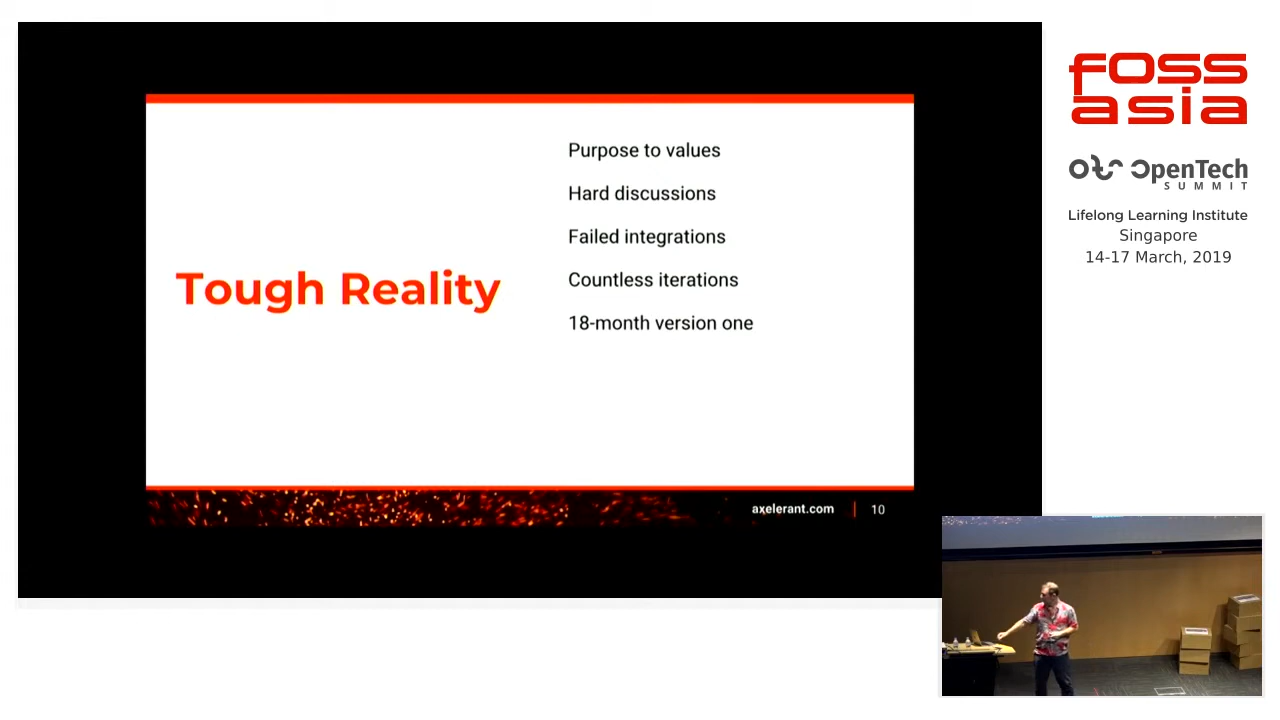 Tough Reality
Purpose to values
Hard discussions
Failed integrations
Countless iterations
18-month version one
axelerant.com
10
foss
asia
OpenTech
SUMMIT
Lifelong Learning Institute
Singapore
14-17 March, 2019